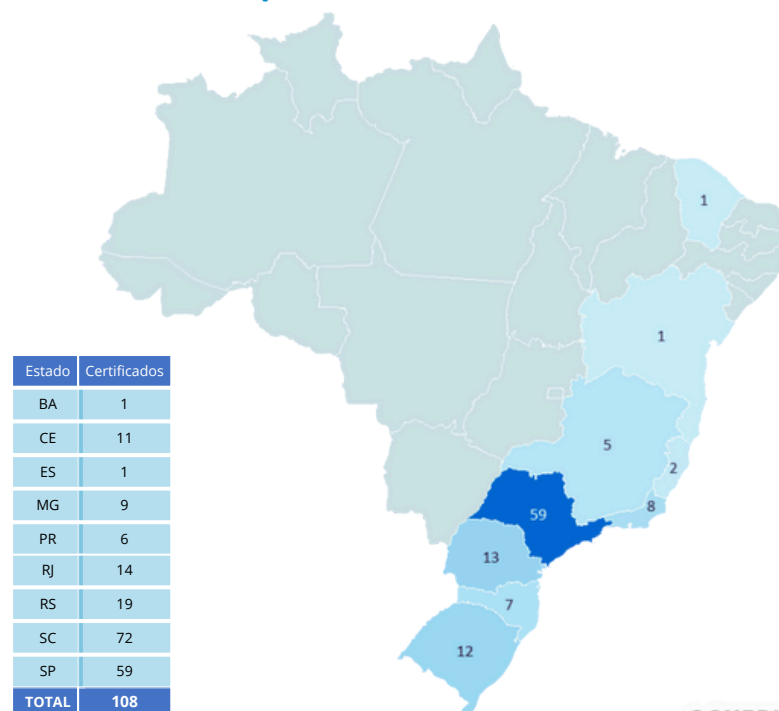 1
1
5
2
8
59
13
7
12
Estado Certificados
BA 1
CE 11
ES 1
MG 9
PR 6
RJ 14
RS 19
SC 72
SP 59
TOTAL 108